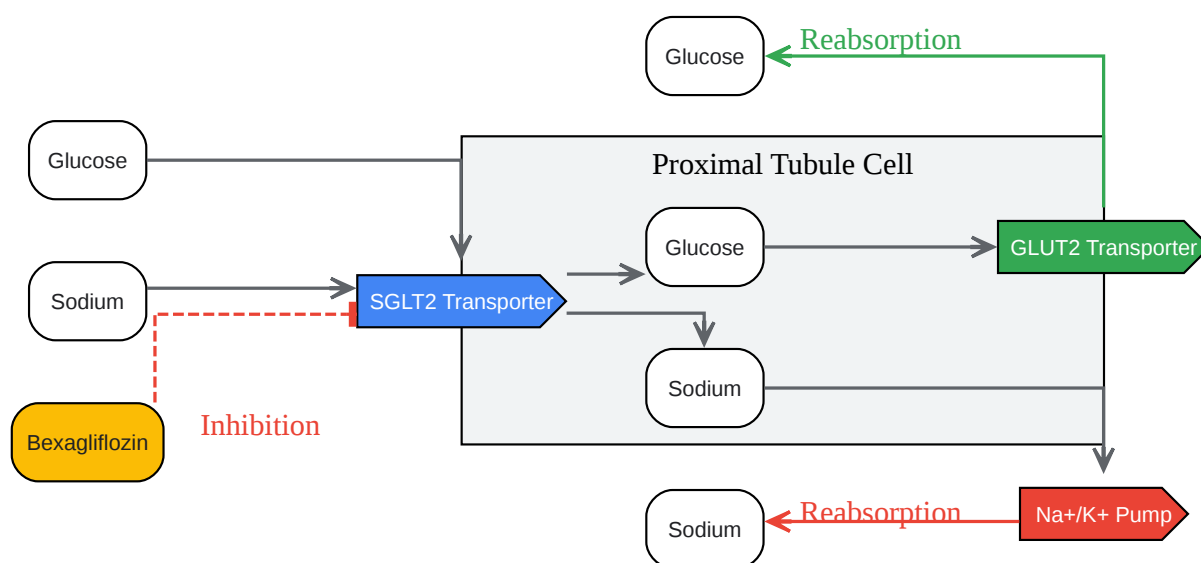 Glucose
Reabsorption
Glucose
Proximal Tubule Cell
Glucose
GLUT2 Transporter
Sodium
SGLT2 Transporter
Sodium
Inhibition
Bexagliflozin
Sodium
Reabsorption
Na+/K+ Pump